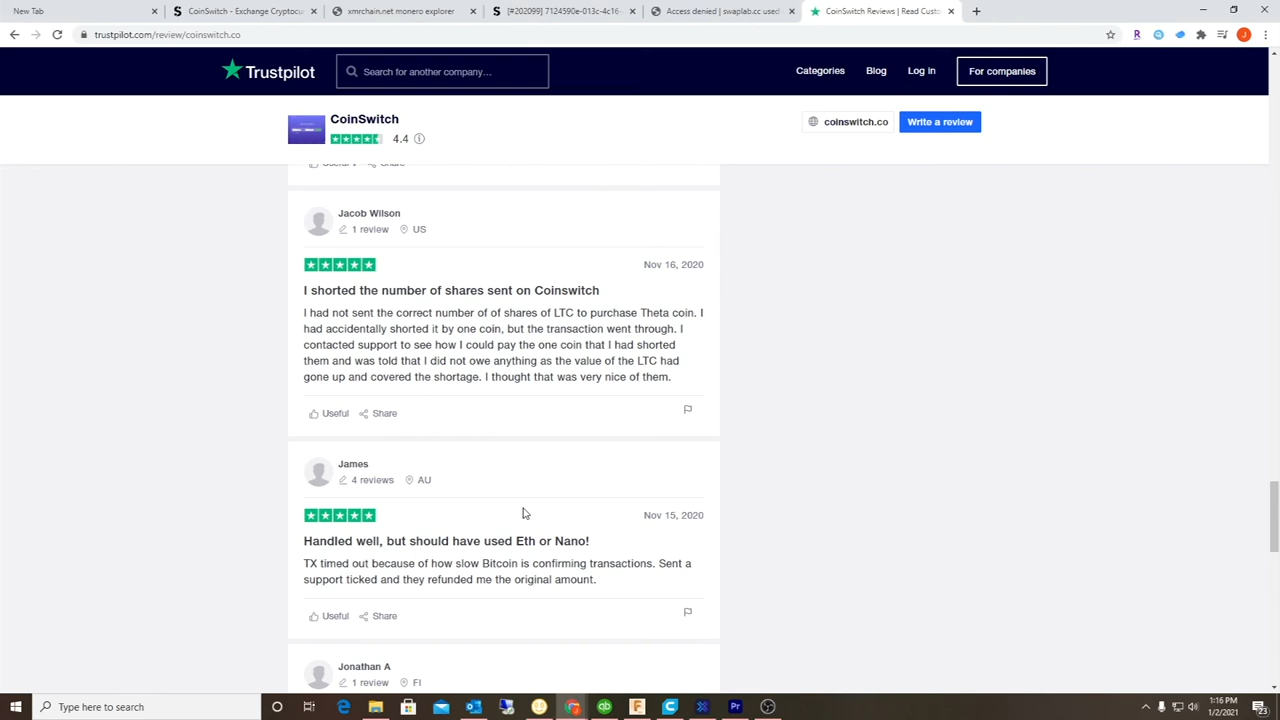 New Tab
CoinSwitch - Exchange Cryptocu
xmrchain.net monero explorer
[#202099] 7124590e-013c-4c16-
Access denied | swaplab.cc used
CoinSwitch Reviews | Read Custo
trustpilot.com/review/coinswitch.co
J
Trustpilot
Search for another company...
Categories
Blog
Log in
For companies
CoinSwitch
4.4
coinswitch.co
Write a review
Useful 1
Share
Jacob Wilson
1 review
US
Nov 16, 2020
I shorted the number of shares sent on Coinswitch
I had not sent the correct number of of shares of LTC to purchase Theta coin. I
had accidentally shorted it by one coin, but the transaction went through. I
contacted support to see how I could pay the one coin that I had shorted
them and was told that I did not owe anything as the value of the LTC had
gone up and covered the shortage. I thought that was very nice of them.
Useful
Share
James
4 reviews
AU
Nov 15, 2020
Handled well, but should have used Eth or Nano!
TX timed out because of how slow Bitcoin is confirming transactions. Sent a
support ticked and they refunded me the original amount.
Useful
Share
Jonathan A
1 review
FI
Type here to search
1:16 PM
1/2/2021
23